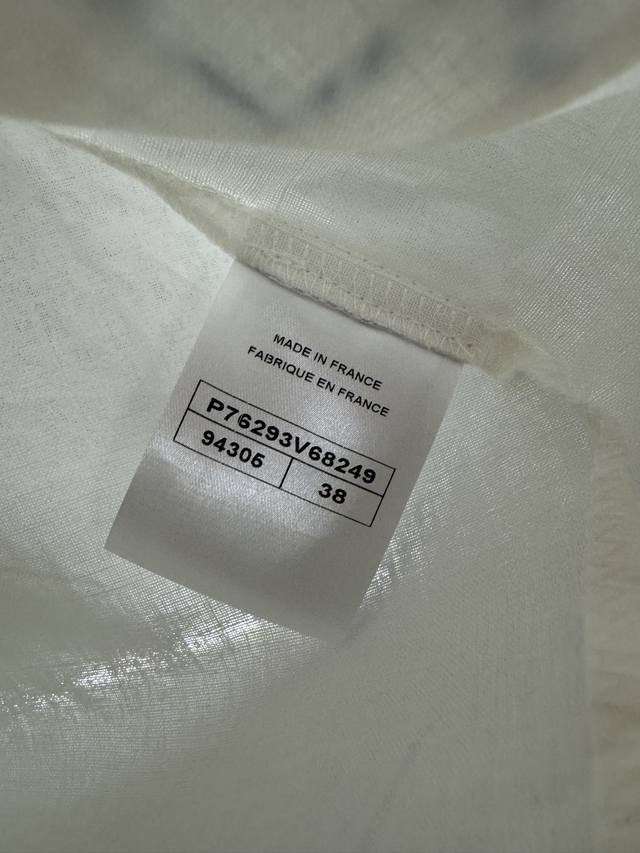 MADE IN FRANCE
FABRIQUE EN FRANCE
P76293V68249
94305
38